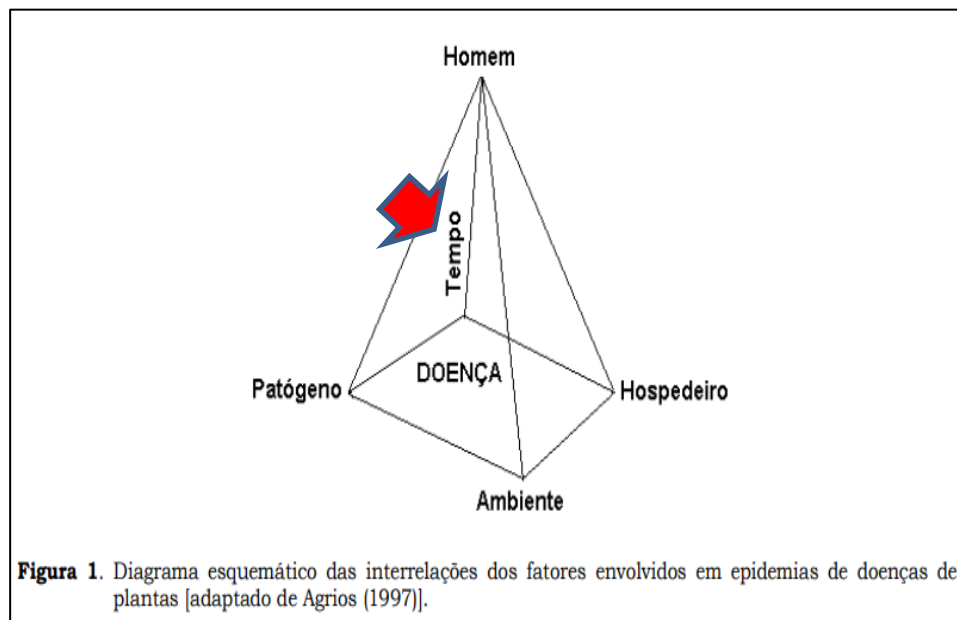 Homem
Tempo
DOENÇA
Patógeno
Hospedeiro
Ambiente
Figura 1. Diagrama esquemático das interrelações dos fatores envolvidos em epidemias de doenças de
plantas [adaptado de Agrios (1997)].